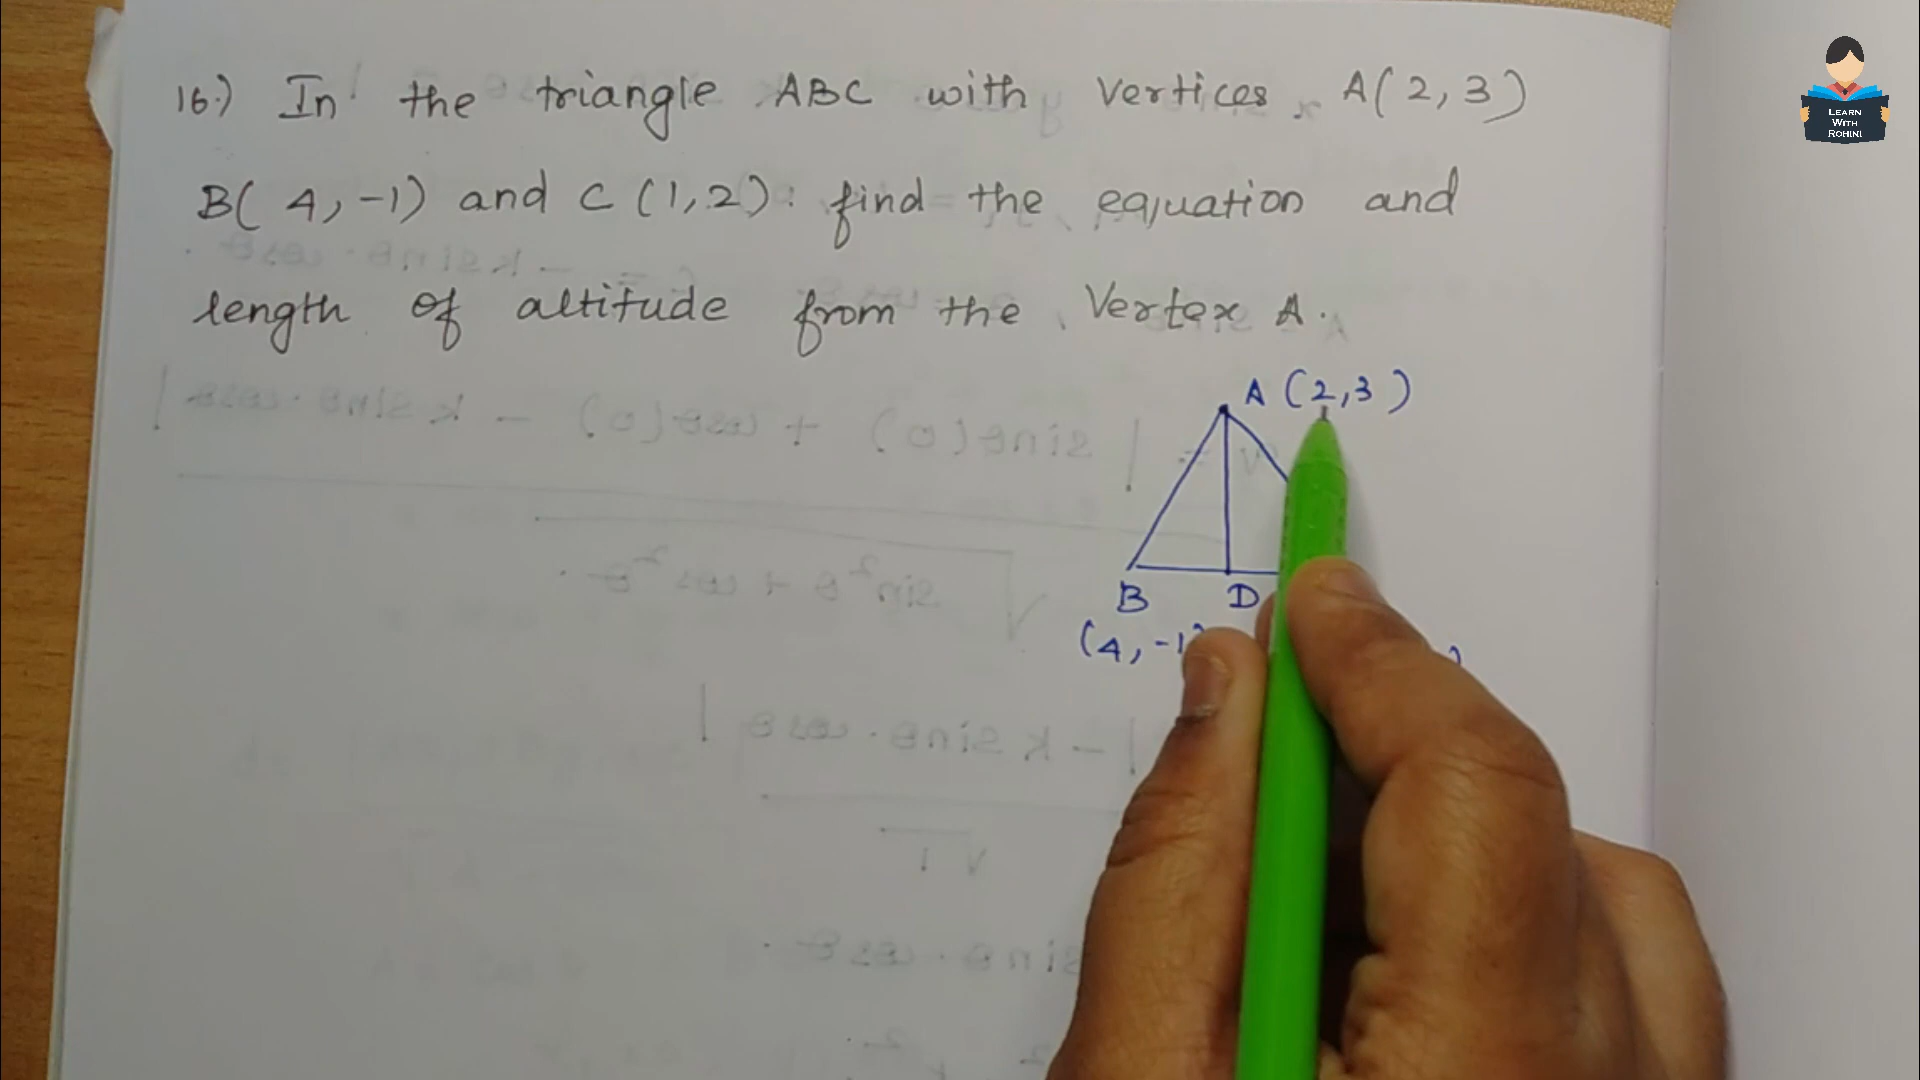 16.) In the triangle ABC with vertices A(2,3)
B(4,-1) and C(1,2). find the equation and
length of altitude from the Vertex A.
A (2,3)
B D
(4,-1)
LEARN
WITH
ROHINI